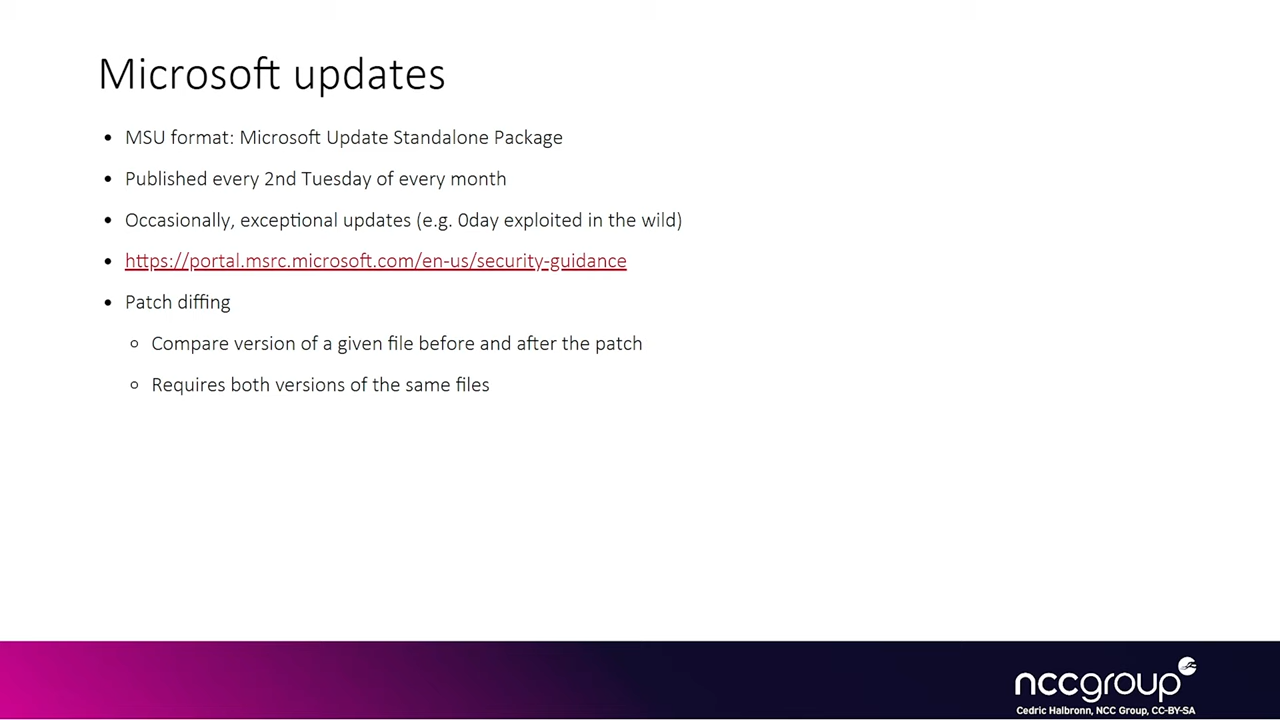 Microsoft updates
• MSU format: Microsoft Update Standalone Package
• Published every 2nd Tuesday of every month
• Occasionally, exceptional updates (e.g. 0day exploited in the wild)
• https://portal.msrc.microsoft.com/en-us/security-guidance
• Patch diffing
○ Compare version of a given file before and after the patch
○ Requires both versions of the same files
nccgroup
Cedric Halbronn, NCC Group, CC-BY-SA